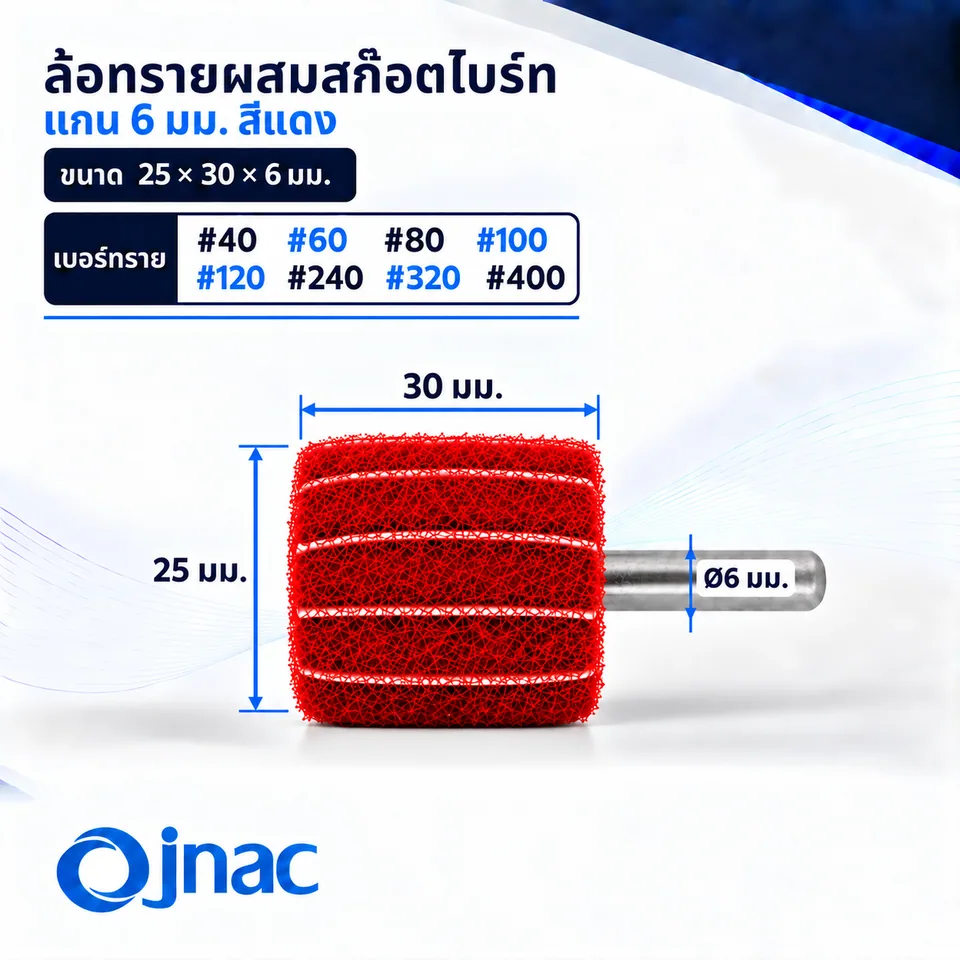 ล้อทรายผสมสก๊อตไบร์ท
แกน 6 มม. สีแดง
ขนาด 25 × 30 × 6 มม.
เบอร์ทราย
#40 #60 #80 #100
#120 #240 #320 #400
30 มม.
25 มม.
Ø6 มม.
jnac